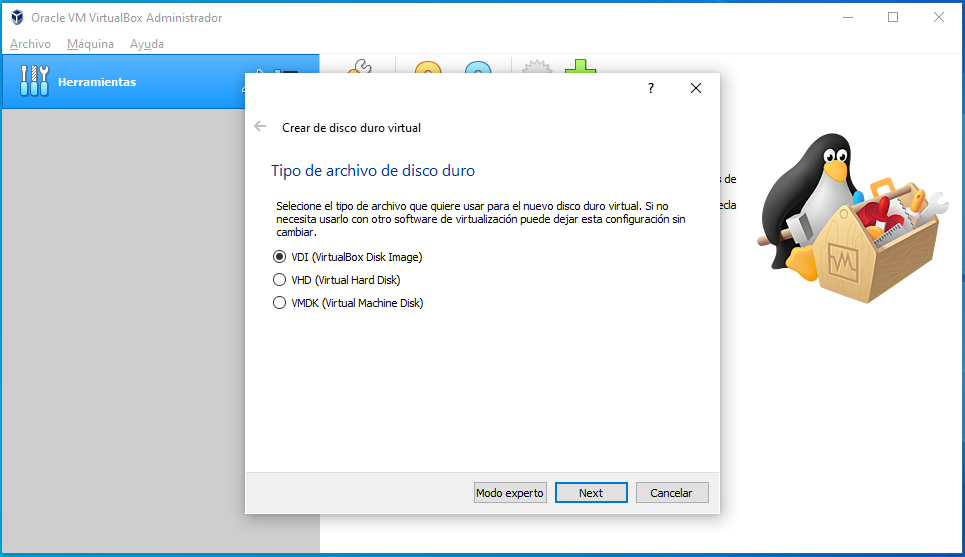 Oracle VM VirtualBox Administrador
Archivo Máquina Ayuda
Herramientas
?
Crear de disco duro virtual
Tipo de archivo de disco duro
s de
Seleccione el tipo de archivo que quiere usar para el nuevo disco duro virtual. Si no
ecla
necesita usarlo con otro software de virtualización puede dejar esta configuración sin
cambiar.
VDI (VirtualBox Disk Image)
VHD (Virtual Hard Disk)
VMDK (Virtual Machine Disk)
Modo experto Next Cancelar